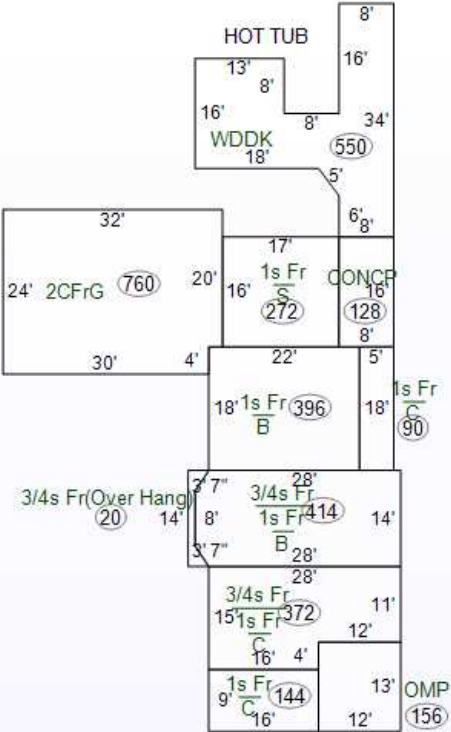 8'
HOT TUB
16'
13'
8'
16'
8'
34'
WDDK
550
18'
5'
6'
8'
32'
17'
24'
2CFrG
760
20'
16'
1s Fr
S
272
CONCP
16'
128
8'
30'
4'
22'
5'
18'
1s Fr
B
396
18'
1s Fr
C
90
3/4s Fr(Over Hang)
20
14'
3' 7"
8'
3' 7"
28'
3/4s Fr
1s Fr
B
414
14'
28'
28'
3/4s Fr
1s Fr
C
372
15'
11'
12'
16'
4'
1s Fr
C
144
9'
16'
13'
12'
OMP
156